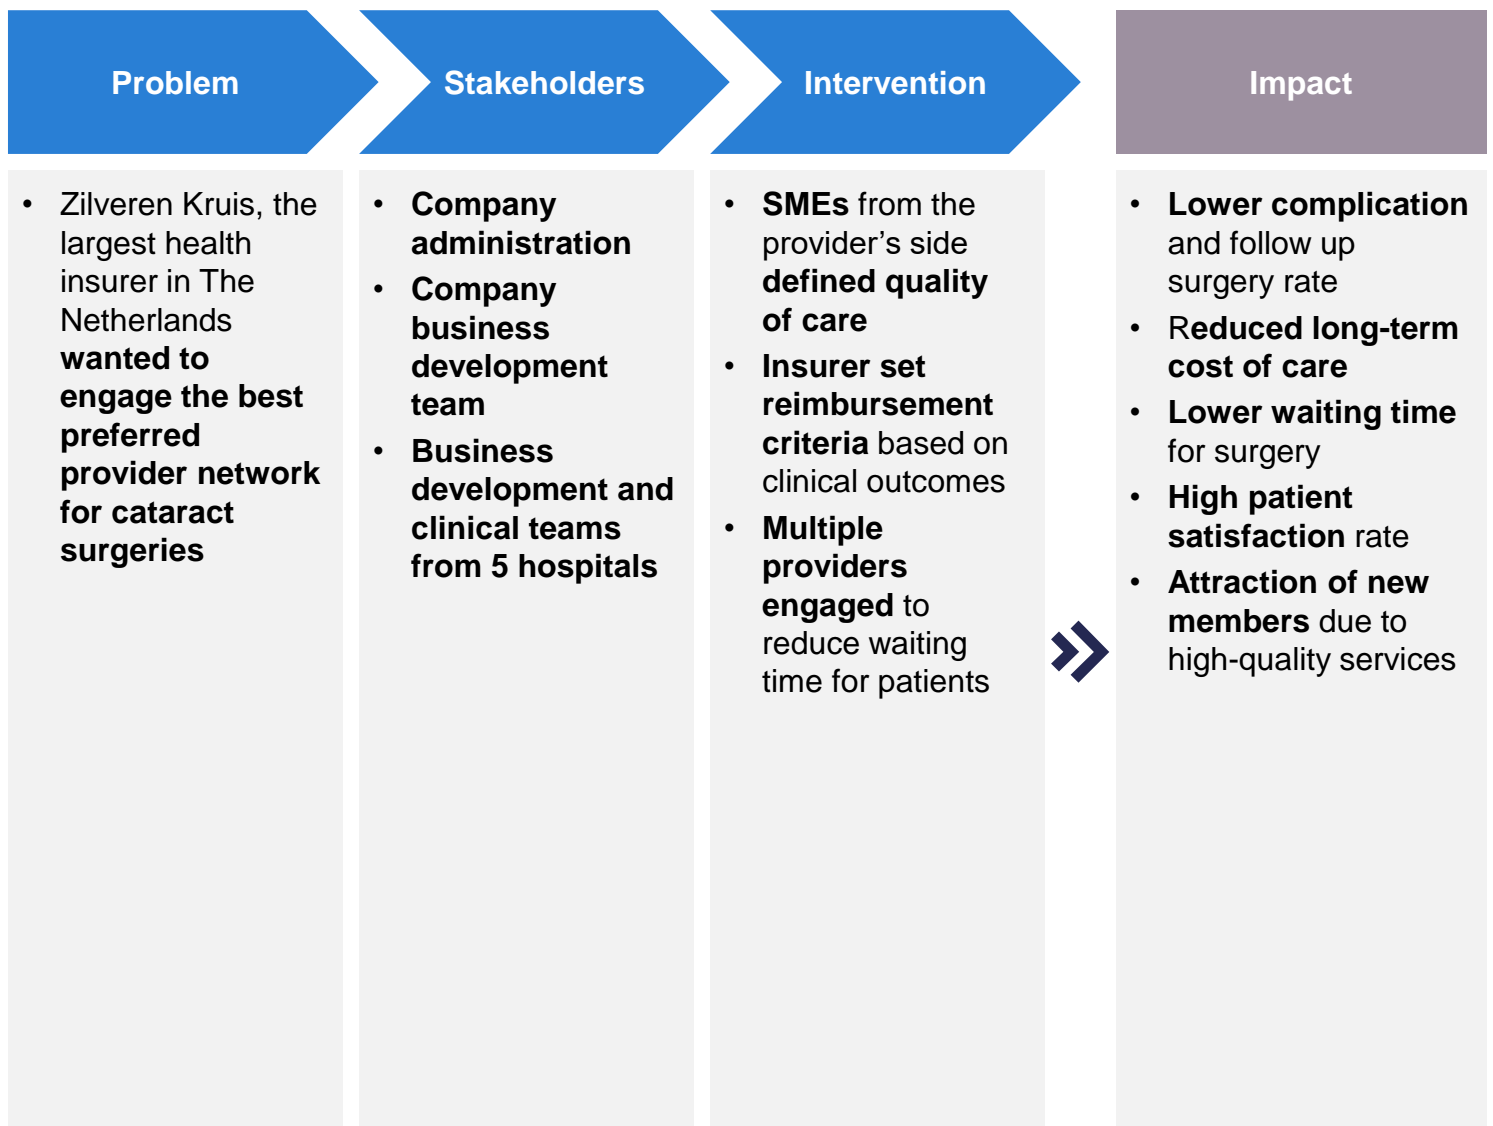 Problem
Stakeholders
Intervention
Impact
• Zilveren Kruis, the
largest health
insurer in The
Netherlands
wanted to
engage the best
preferred
provider network
for cataract
surgeries
• Company
administration
• Company
business
development
team
• Business
development and
clinical teams
from 5 hospitals
• SMEs from the
provider’s side
defined quality
of care
• Insurer set
reimbursement
criteria based on
clinical outcomes
• Multiple
providers
engaged to
reduce waiting
time for patients
• Lower complication
and follow up
surgery rate
• Reduced long-term
cost of care
• Lower waiting time
for surgery
• High patient
satisfaction rate
• Attraction of new
members due to
high-quality services